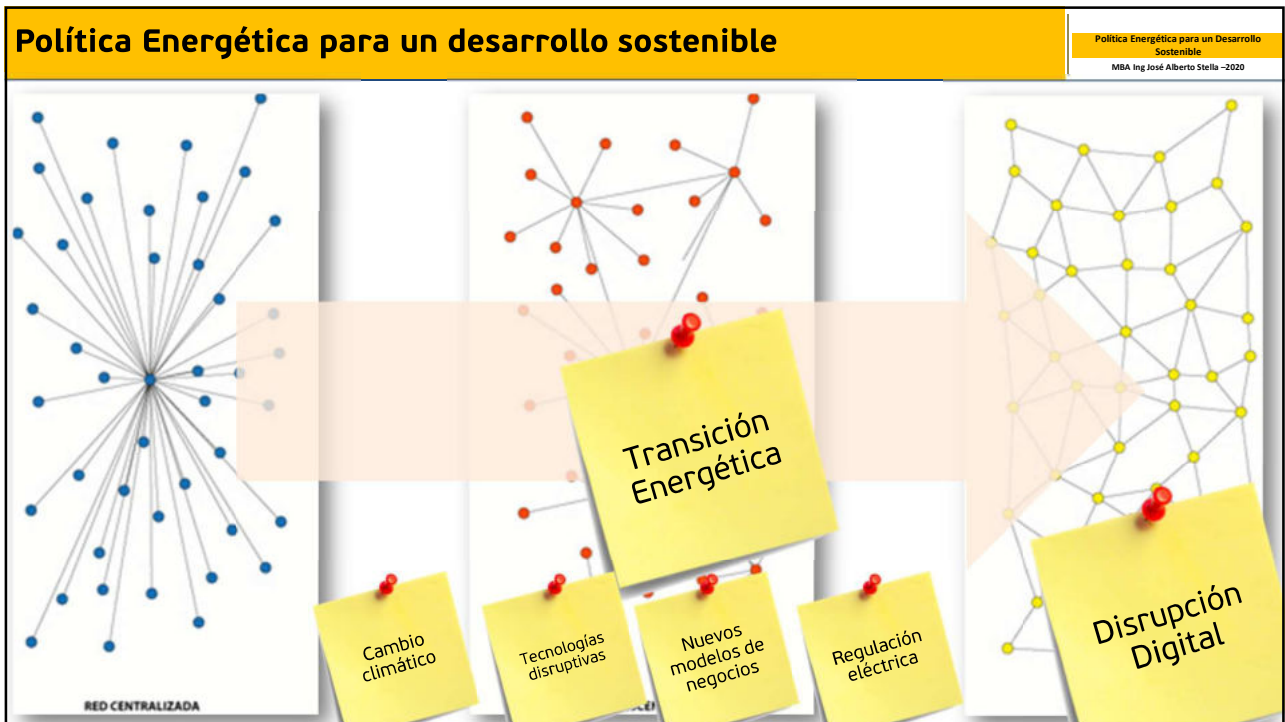 Política Energética para un desarrollo sostenible
Política Energética para un Desarrollo
Sostenible
MBA Ing José Alberto Stella –2020
Transición
Energética
Disrupción
Digital
Cambio
climático
Tecnologías
disruptivas
Nuevos
modelos de
negocios
Regulación
eléctrica
RED CENTRALIZADA